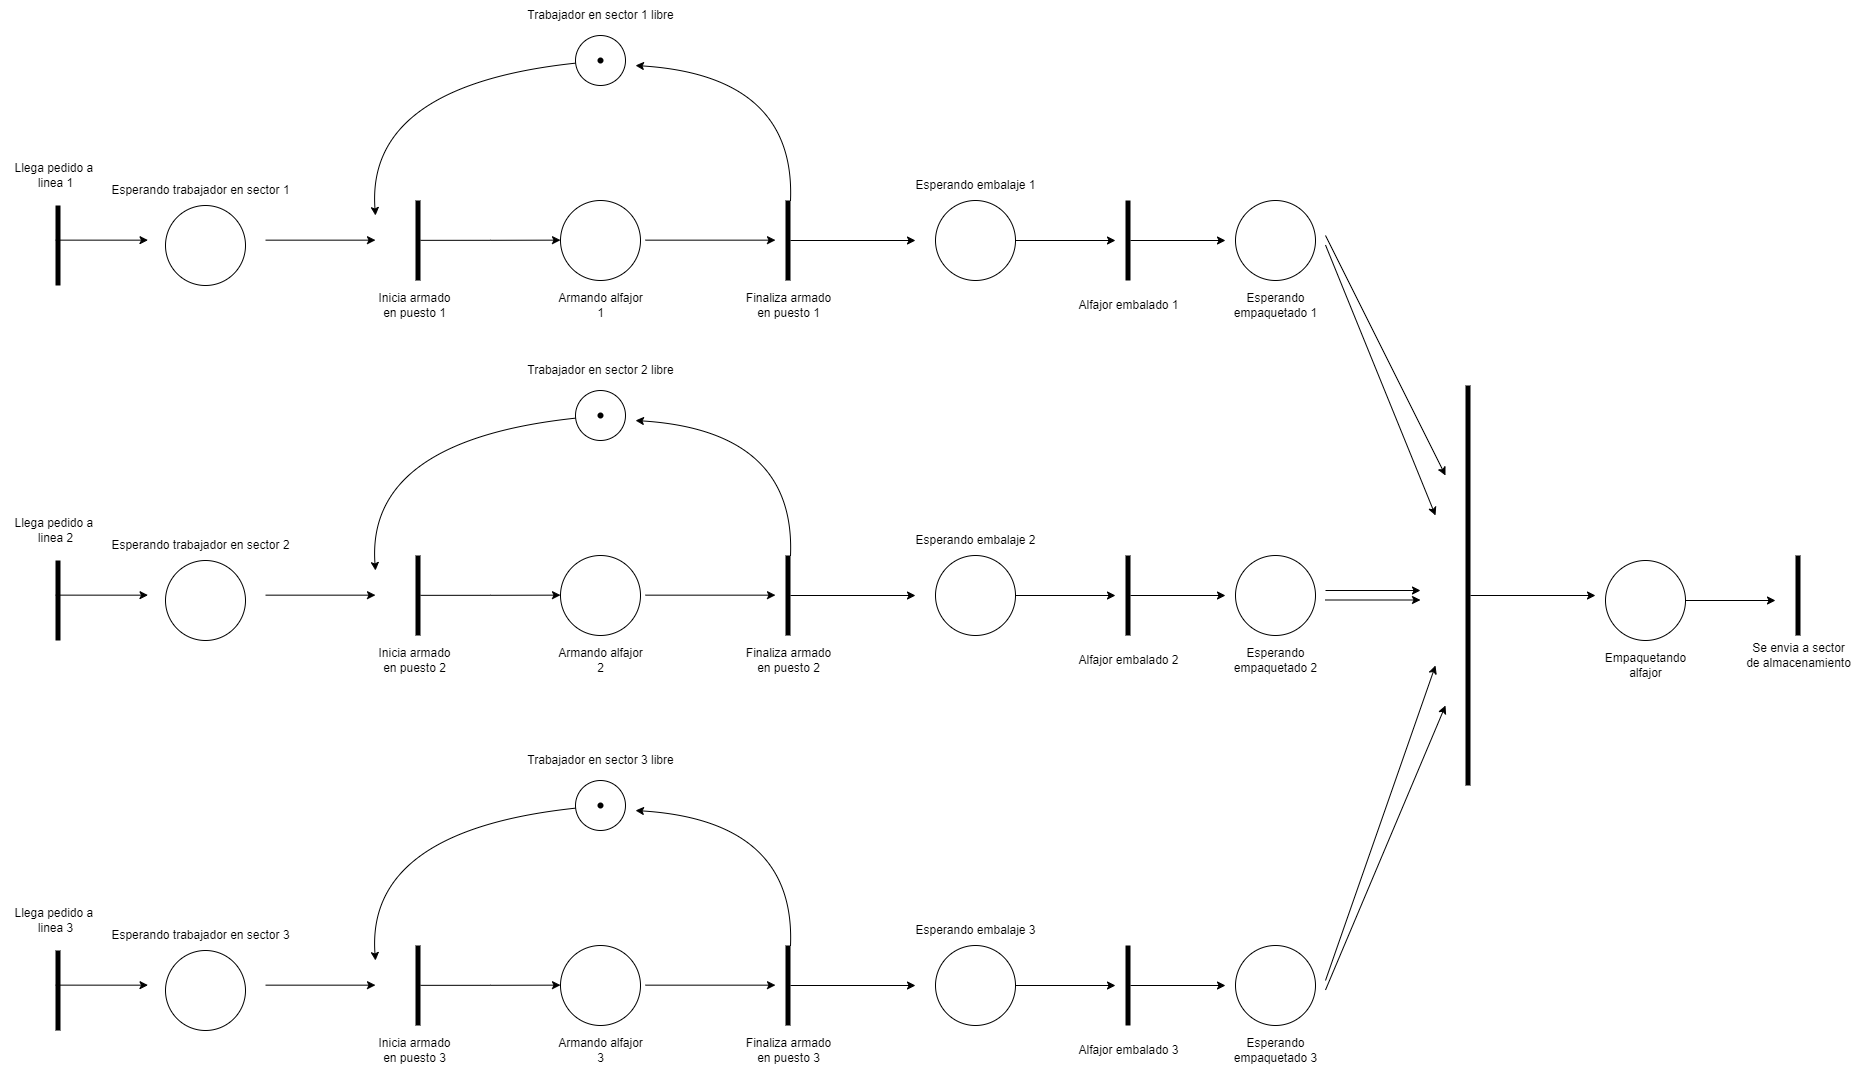 Trabajador en sector 1 libre
Llega pedido a
linea 1
Esperando trabajador en sector 1
Esperando embalaje 1
Inicia armado
en puesto 1
Armando alfajor
1
Finaliza armado
en puesto 1
Alfajor embalado 1
Esperando
empaquetado 1
Trabajador en sector 2 libre
Llega pedido a
linea 2
Esperando trabajador en sector 2
Esperando embalaje 2
Inicia armado
en puesto 2
Armando alfajor
2
Finaliza armado
en puesto 2
Alfajor embalado 2
Esperando
empaquetado 2
Empaquetando
alfajor
Se envia a sector
de almacenamiento
Trabajador en sector 3 libre
Llega pedido a
linea 3
Esperando trabajador en sector 3
Esperando embalaje 3
Inicia armado
en puesto 3
Armando alfajor
3
Finaliza armado
en puesto 3
Alfajor embalado 3
Esperando
empaquetado 3